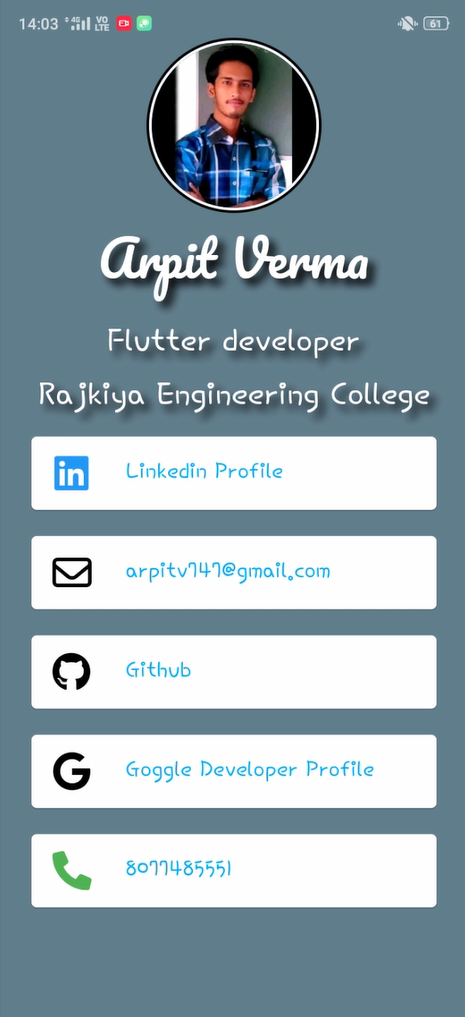 14:03 4G VO LTE 61
Arpit Verma
Flutter developer
Rajkiya Engineering College
in Linkedin Profile
arpitv747@gmail.com
Github
G Goggle Developer Profile
8077485551